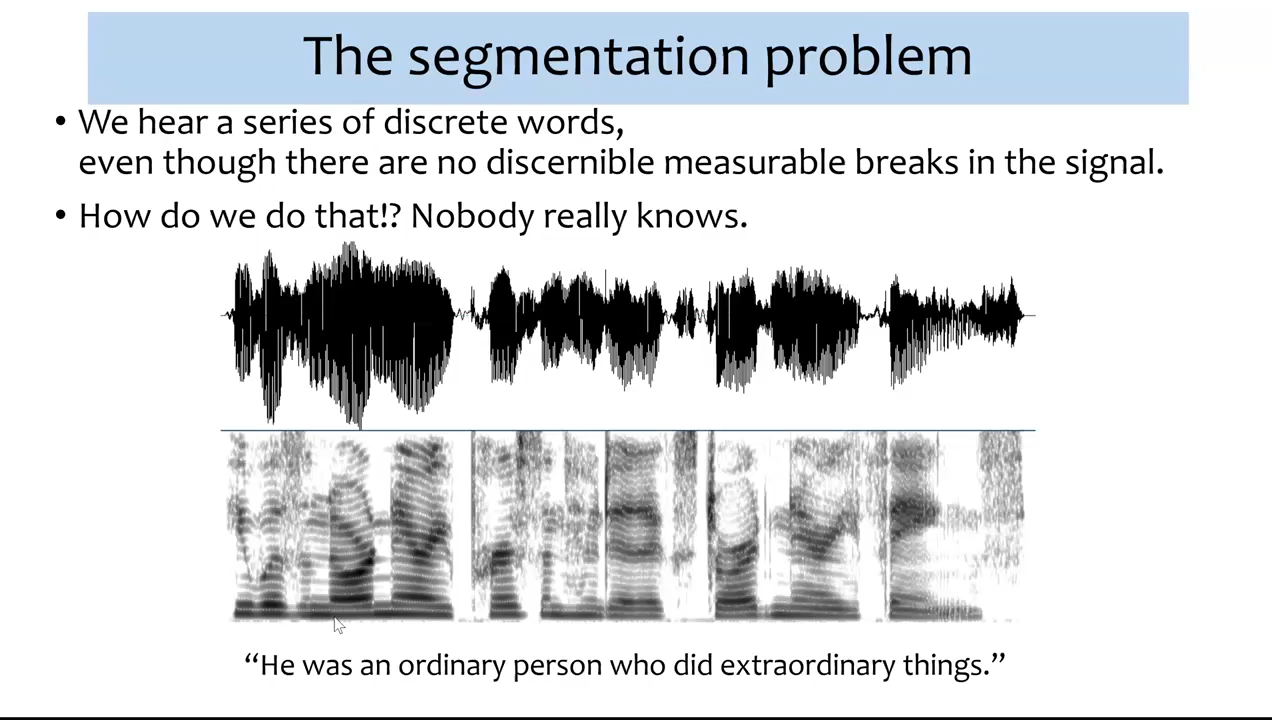 The segmentation problem
• We hear a series of discrete words,
even though there are no discernible measurable breaks in the signal.
• How do we do that!? Nobody really knows.
“He was an ordinary person who did extraordinary things.”